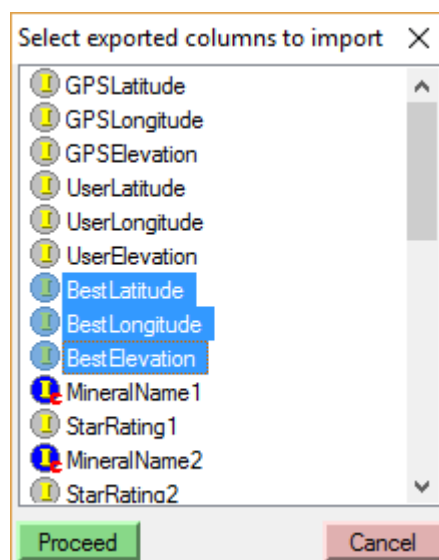 Select exported columns to import
GPSLatitude
GPSLongitude
GPSElevation
UserLatitude
UserLongitude
UserElevation
BestLatitude
BestLongitude
BestElevation
MineralName1
StarRating1
MineralName2
StarRating2
Proceed
Cancel